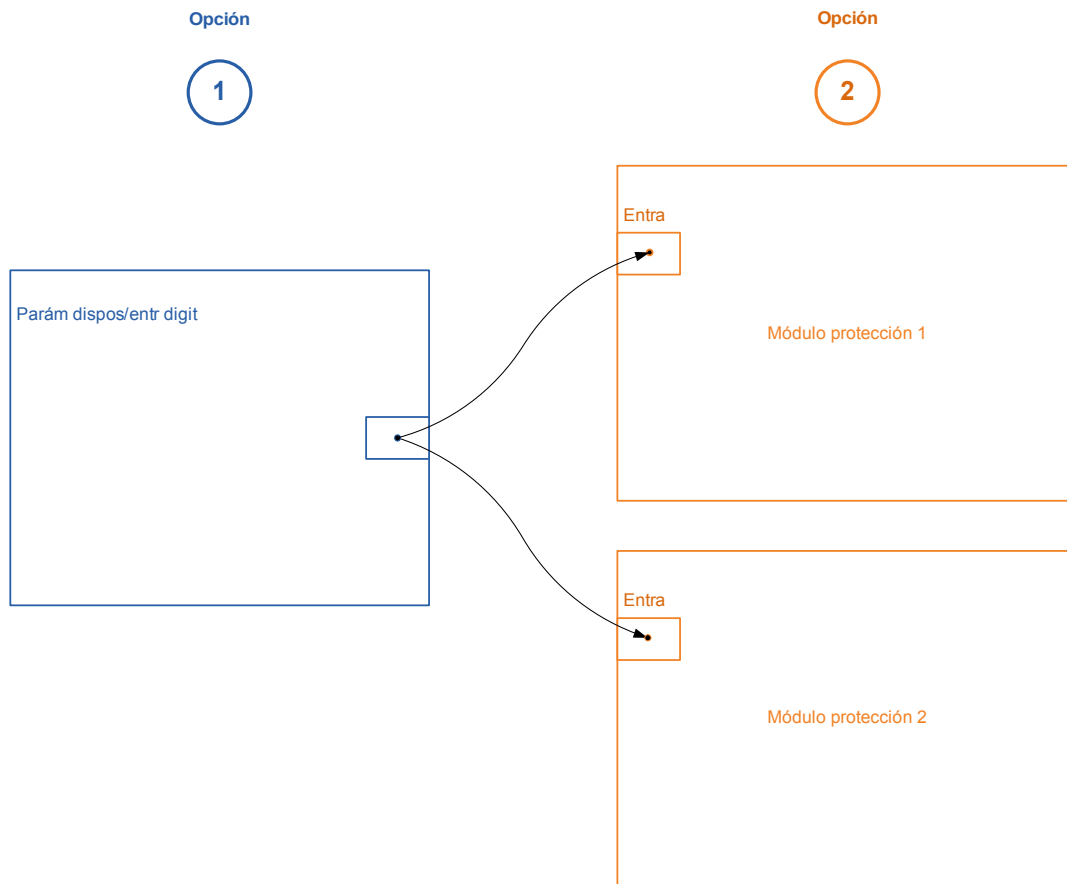 Opción
1
Parám dispos/entr digit
Opción
2
Entra
Módulo protección 1
Entra
Módulo protección 2